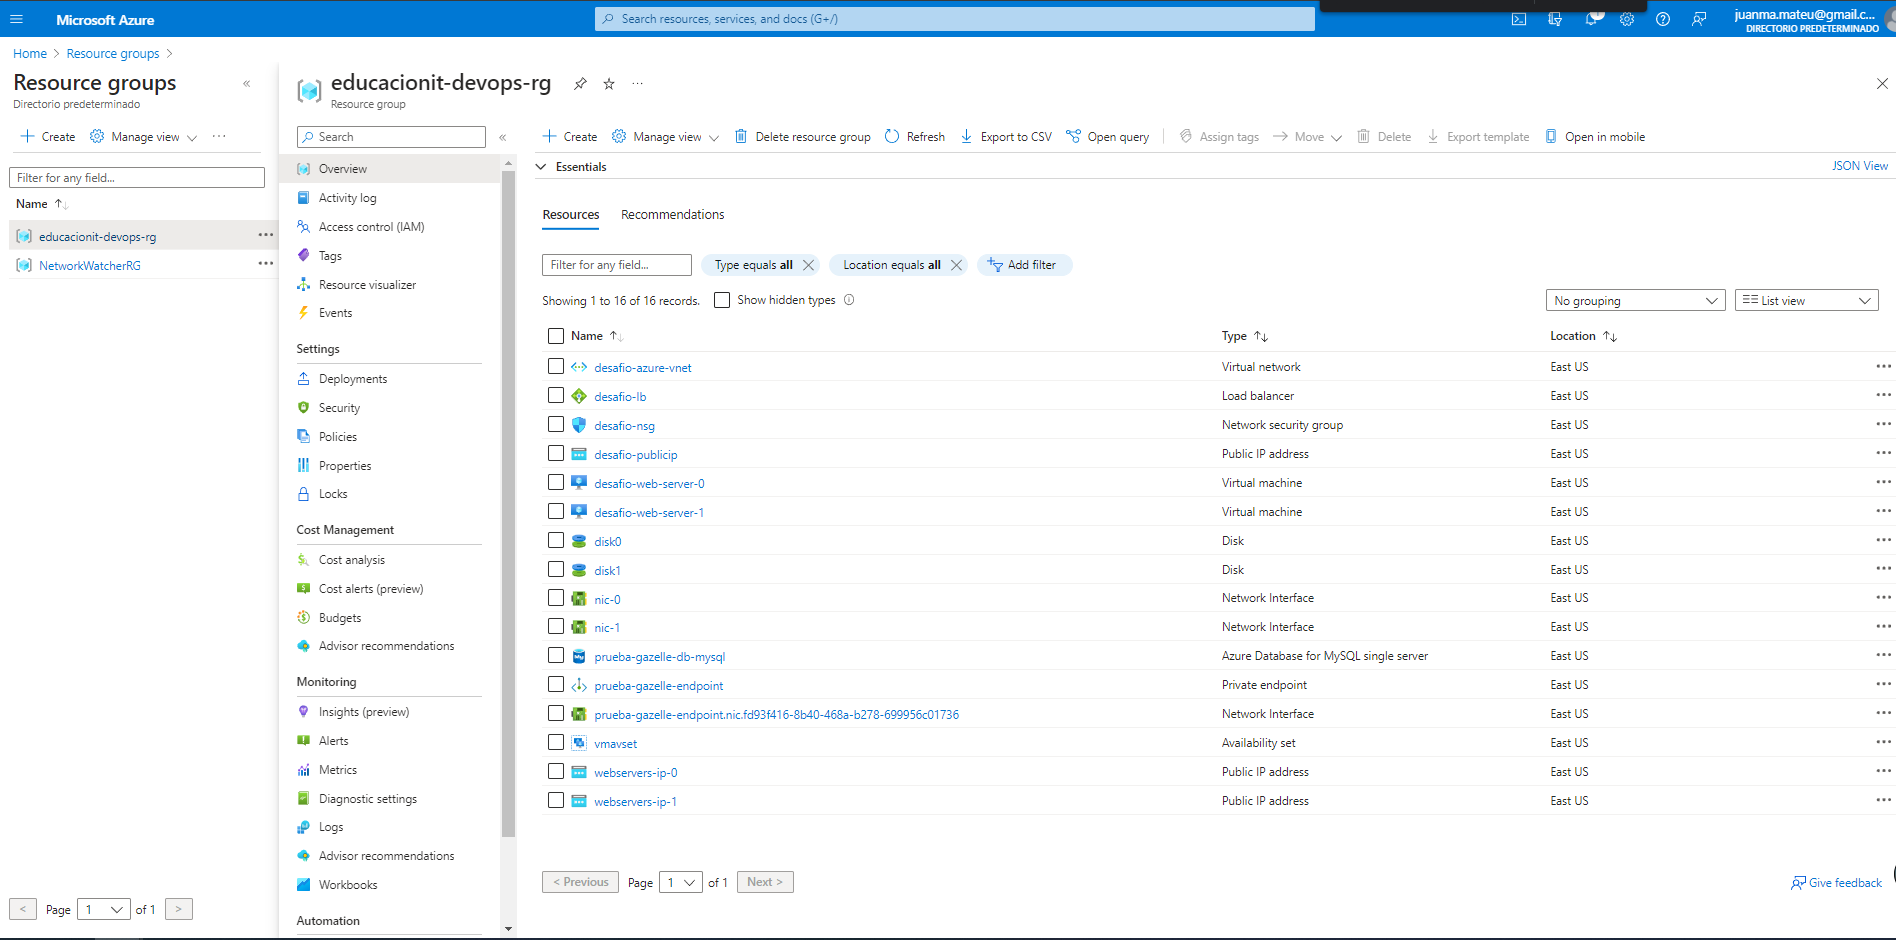 Microsoft Azure
Search resources, services, and docs (G+/)
1
juanma.mateu@gmail.c...
DIRECTORIO PREDETERMINADO
Home > Resource groups >
Resource groups
Directorio predeterminado
Create Manage view ...
Filter for any field...
Name
educacionit-devops-rg ...
NetworkWatcherRG ...
< Page 1 of 1 >
educacionit-devops-rg
Resource group
Search
Overview
Activity log
Access control (IAM)
Tags
Resource visualizer
Events
Settings
Deployments
Security
Policies
Properties
Locks
Cost Management
Cost analysis
Cost alerts (preview)
Budgets
Advisor recommendations
Monitoring
Insights (preview)
Alerts
Metrics
Diagnostic settings
Logs
Advisor recommendations
Workbooks
Automation
Create Manage view Delete resource group Refresh Export to CSV Open query Assign tags Move Delete Export template Open in mobile
Essentials JSON View
Resources Recommendations
Filter for any field... Type equals all Location equals all Add filter
Showing 1 to 16 of 16 records. Show hidden types No grouping List view
Name Type Location
desafio-azure-vnet Virtual network East US
desafio-lb Load balancer East US
desafio-nsg Network security group East US
desafio-publicip Public IP address East US
desafio-web-server-0 Virtual machine East US
desafio-web-server-1 Virtual machine East US
disk0 Disk East US
disk1 Disk East US
nic-0 Network Interface East US
nic-1 Network Interface East US
prueba-gazelle-db-mysql Azure Database for MySQL single server East US
prueba-gazelle-endpoint Private endpoint East US
prueba-gazelle-endpoint.nic.fd93f416-8b40-468a-b278-699956c01736 Network Interface East US
vmavset Availability set East US
webservers-ip-0 Public IP address East US
webservers-ip-1 Public IP address East US
< Previous Page 1 of 1 Next >
Give feedback